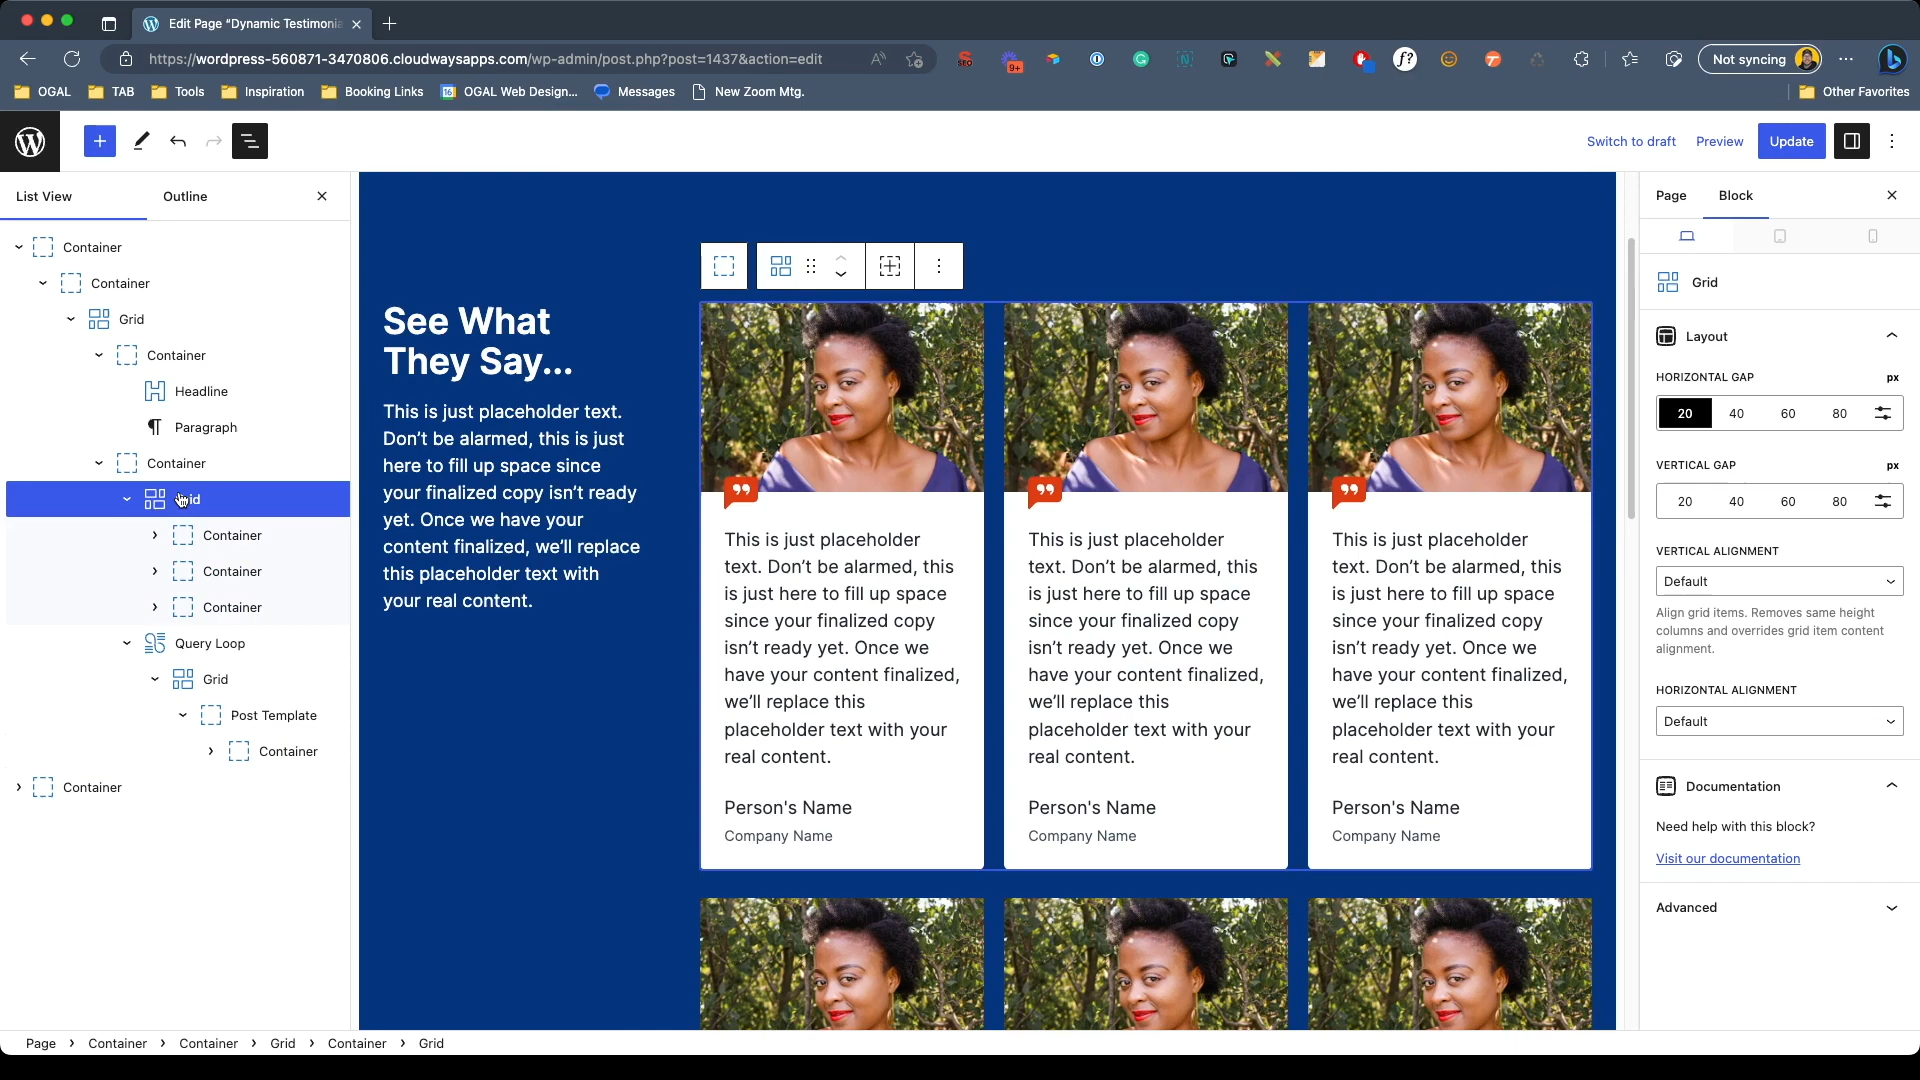 Edit Page “Dynamic Testimonia
https://wordpress-560871-3470806.cloudwaysapps.com/wp-admin/post.php?post=1437&action=edit
A
SEO
9+
f?
Not syncing
OGAL
TAB
Tools
Inspiration
Booking Links
OGAL Web Design...
Messages
New Zoom Mtg.
Other Favorites
Switch to draft
Preview
Update
List View
Outline
Container
Container
Grid
Container
Headline
Paragraph
Container
Container
Container
Container
Query Loop
Grid
Post Template
Container
Container
See What
They Say...
This is just placeholder text.
Don’t be alarmed, this is just
here to fill up space since
your finalized copy isn’t ready
yet. Once we have your
content finalized, we’ll replace
this placeholder text with
your real content.
This is just placeholder
text. Don’t be alarmed, this
is just here to fill up space
since your finalized copy
isn’t ready yet. Once we
have your content finalized,
we’ll replace this
placeholder text with your
real content.
Person's Name
Company Name
This is just placeholder
text. Don’t be alarmed, this
is just here to fill up space
since your finalized copy
isn’t ready yet. Once we
have your content finalized,
we’ll replace this
placeholder text with your
real content.
Person's Name
Company Name
This is just placeholder
text. Don’t be alarmed, this
is just here to fill up space
since your finalized copy
isn’t ready yet. Once we
have your content finalized,
we’ll replace this
placeholder text with your
real content.
Person's Name
Company Name
Page
Block
Grid
Layout
HORIZONTAL GAP px
20 40 60 80
VERTICAL GAP px
20 40 60 80
VERTICAL ALIGNMENT
Default
Align grid items. Removes same height
columns and overrides grid item content
alignment.
HORIZONTAL ALIGNMENT
Default
Documentation
Need help with this block?
Visit our documentation
Advanced
Page > Container > Container > Grid > Container > Grid